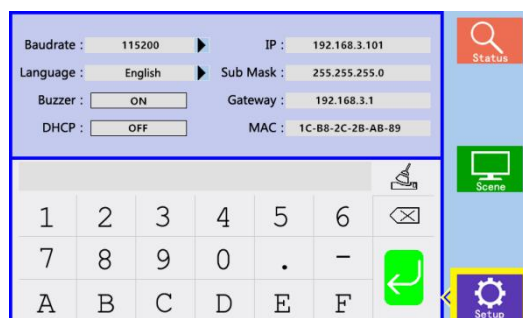 Baudrate : 115200 IP : 192.168.3.101
Language : English Sub Mask : 255.255.255.0
Buzzer : ON Gateway : 192.168.3.1
DHCP : OFF MAC : 1C-B8-2C-2B-AB-89
Status
Scene
Setup
1 2 3 4 5 6
7 8 9 0 . -
A B C D E F